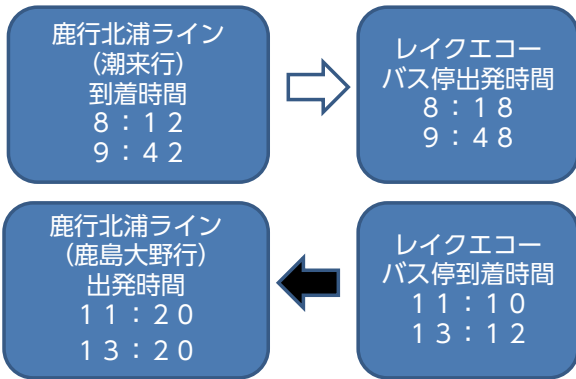 鹿行北浦ライン
(潮来行)
到着時間
８：１２
９：４２
レイクエコー
バス停出発時間
８：１８
９：４８
鹿行北浦ライン
(鹿島大野行)
出発時間
１１：２０
１３：２０
レイクエコー
バス停到着時間
１１：１０
１３：１２